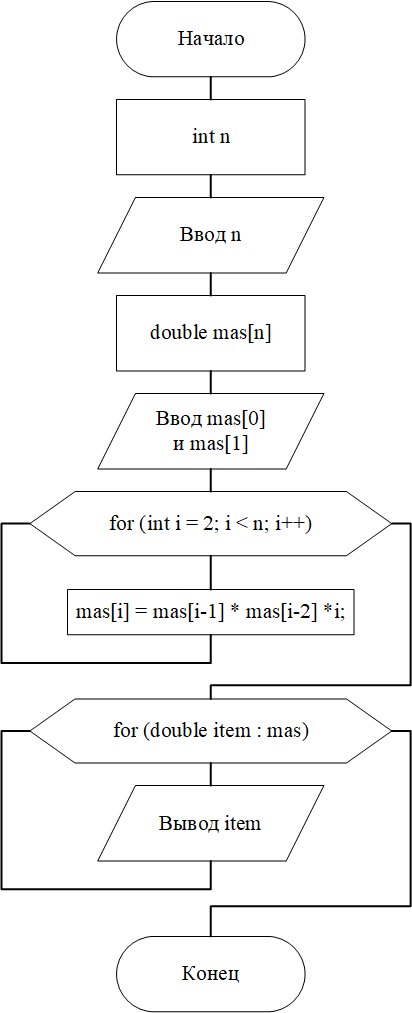 Начало
int n
Ввод n
double mas[n]
Ввод mas[0]
и mas[1]
for (int i = 2; i < n; i++)
mas[i] = mas[i-1] * mas[i-2] *i;
for (double item : mas)
Вывод item
Конец